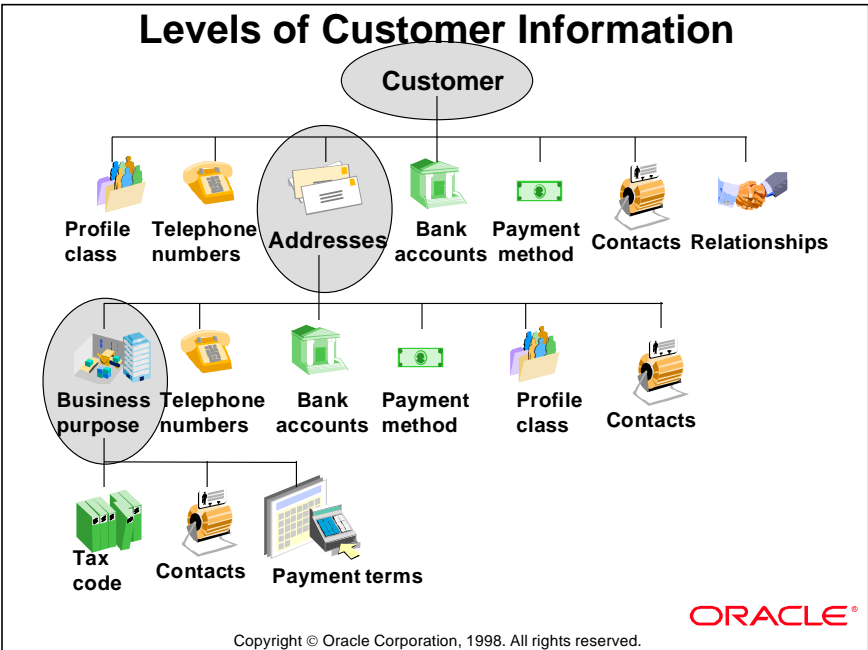 Levels of Customer Information
Customer
Profile
class
Telephone
numbers
Addresses
Bank
accounts
Payment
method
Contacts
Relationships
Business
purpose
Telephone
numbers
Bank
accounts
Payment
method
Profile
class
Contacts
Tax
code
Contacts
Payment terms
ORACLE®
Copyright © Oracle Corporation, 1998. All rights reserved.